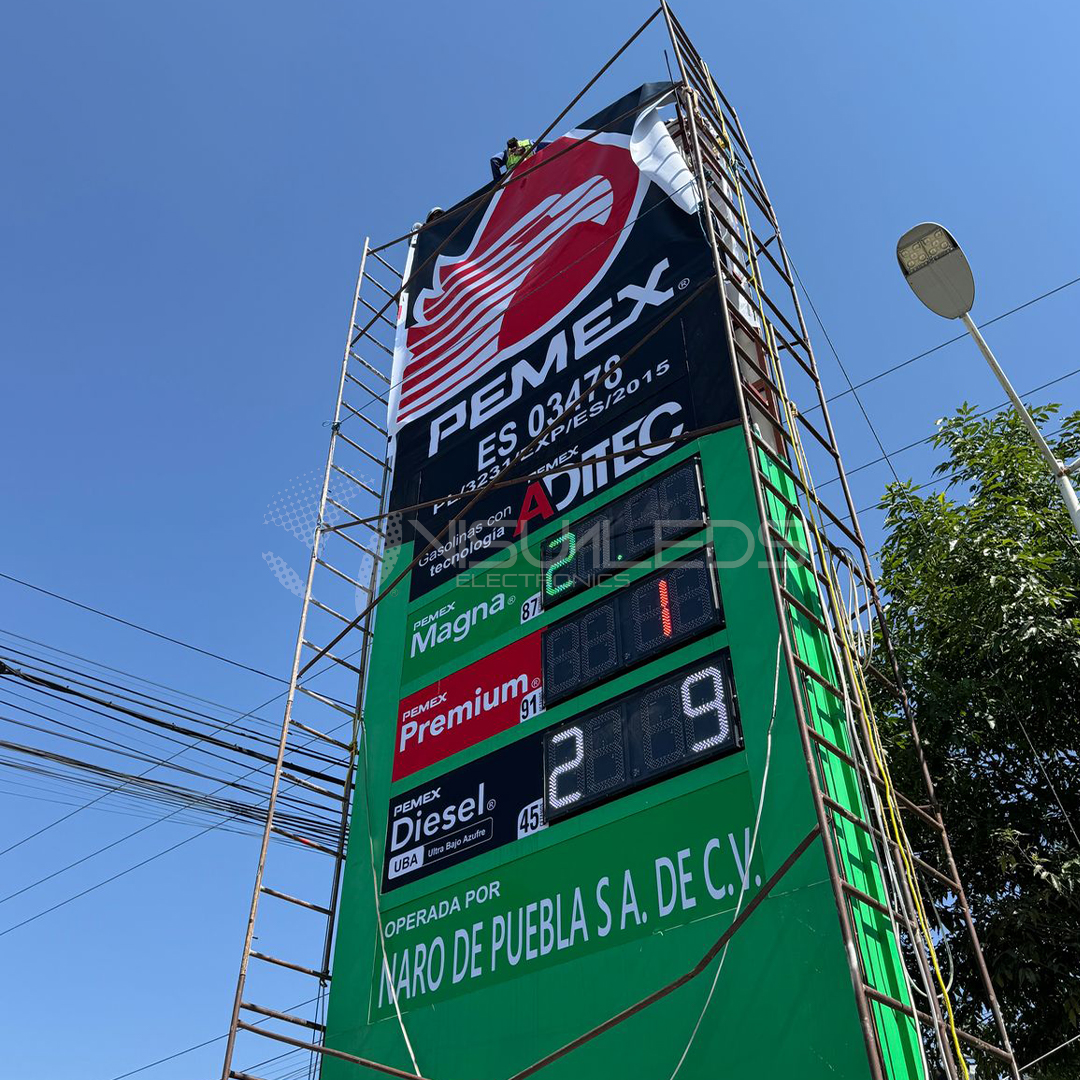 PEMEX®
ES 03478
PL/3231/EXP/ES/2015
Gasolinas con
tecnología
PEMEX
ADITEC
VISUALEDS
ELECTRONICS
PEMEX
Magna® 87 2
PEMEX
Premium® 91 1
PEMEX
Diesel® 45 2 9
UBA Ultra Bajo Azufre
OPERADA POR
NARO DE PUEBLA S A. DE C.V.